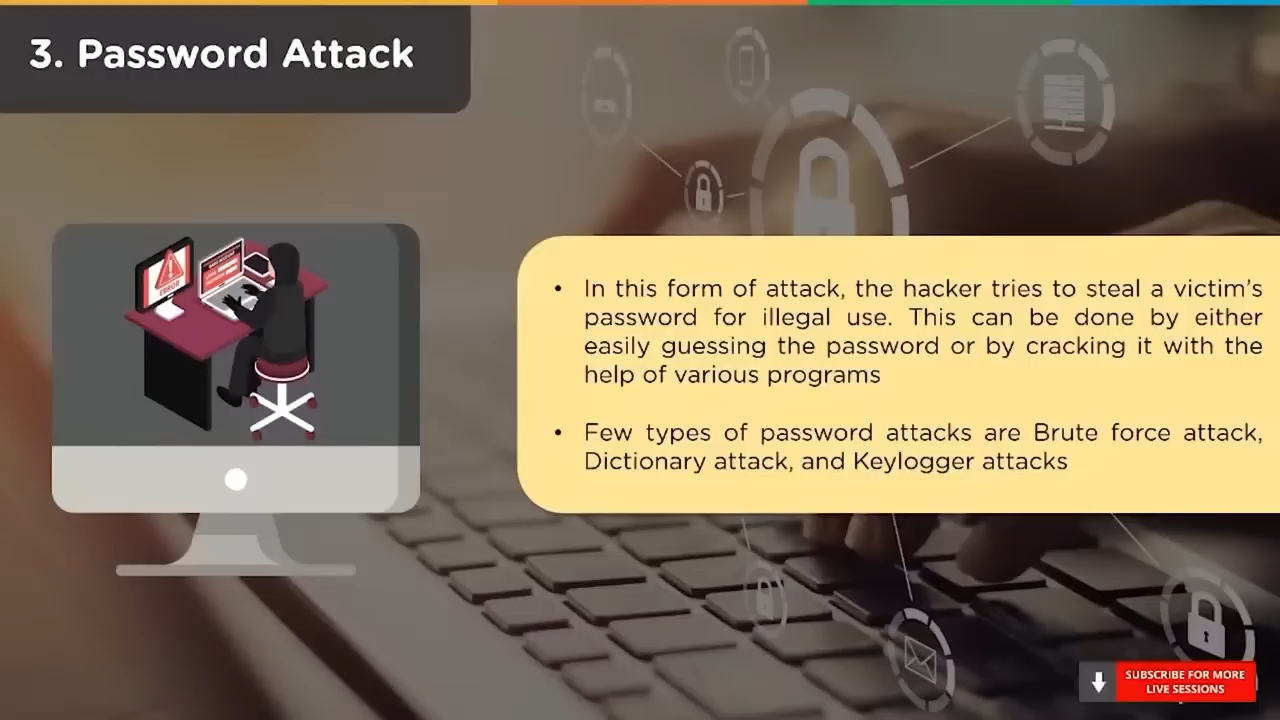 3. Password Attack
ERROR
• In this form of attack, the hacker tries to steal a victim's
password for illegal use. This can be done by either
easily guessing the password or by cracking it with the
help of various programs
• Few types of password attacks are Brute force attack,
Dictionary attack, and Keylogger attacks
SUBSCRIBE FOR MORE
LIVE SESSIONS